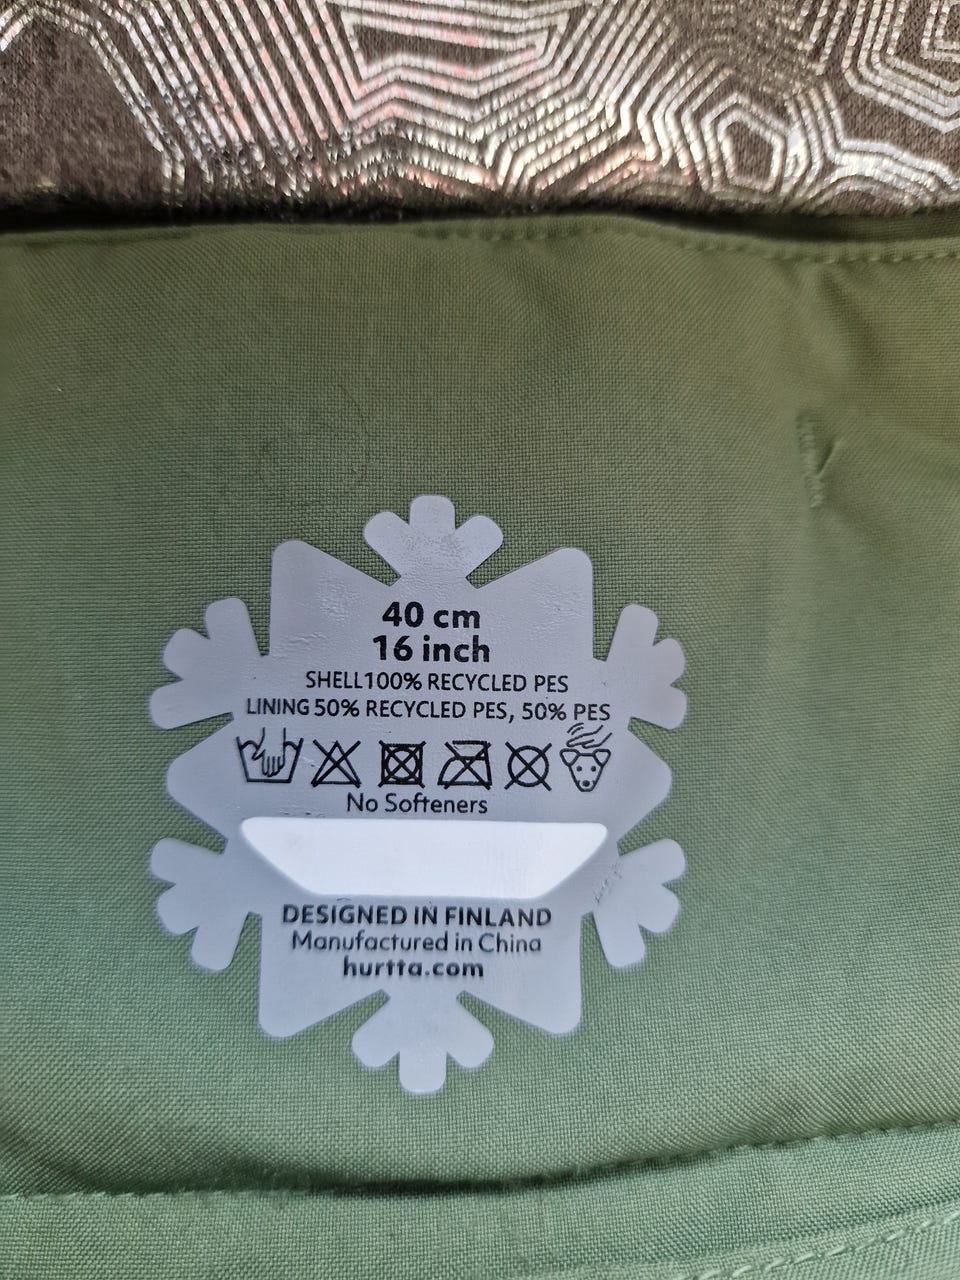 40 cm
16 inch
SHELL100% RECYCLED PES
LINING 50% RECYCLED PES, 50% PES
No Softeners
DESIGNED IN FINLAND
Manufactured in China
hurtta.com